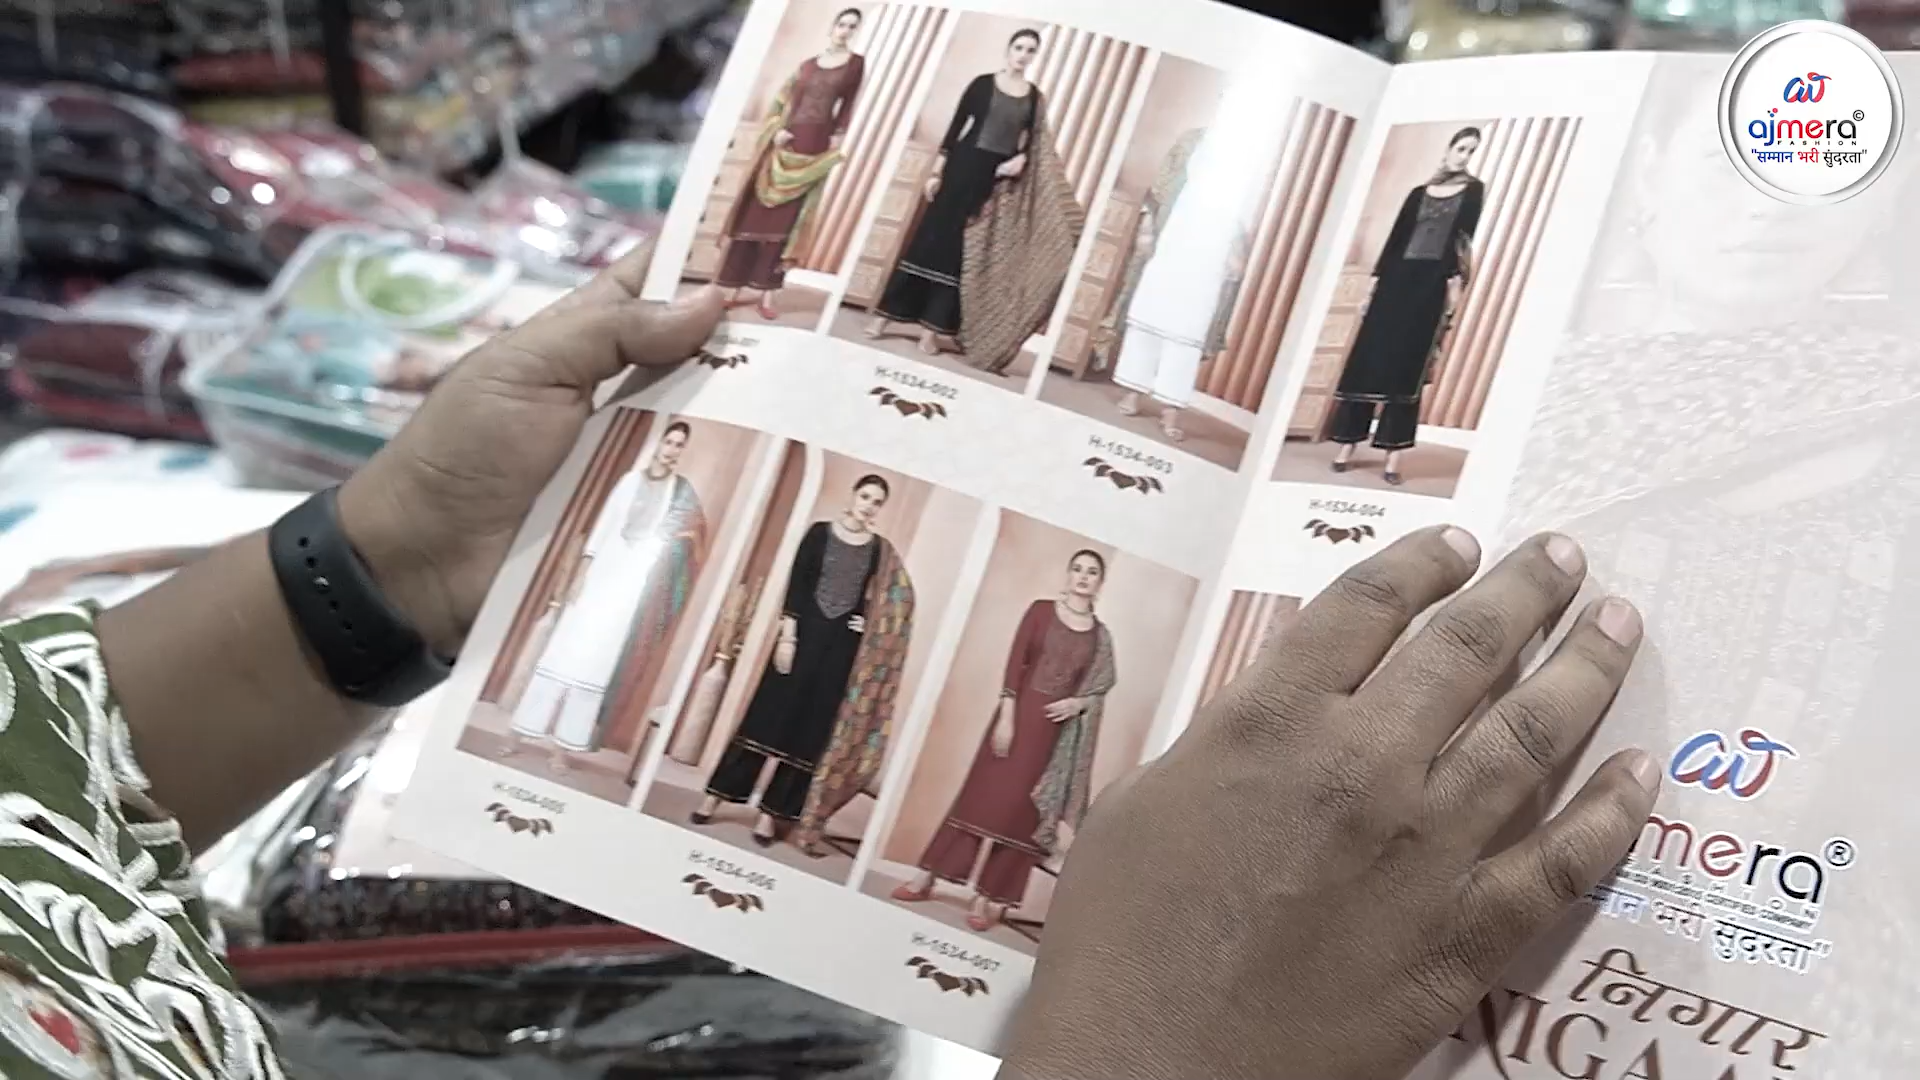 ajmera©
FASHION
"सम्मान भरी सुंदरता"
H-1534-002
H-1534-003
H-1534-004
H-1534-005
H-1534-006
H-1534-007
mera®
भरी सुंदरता"
निगार
NIGA